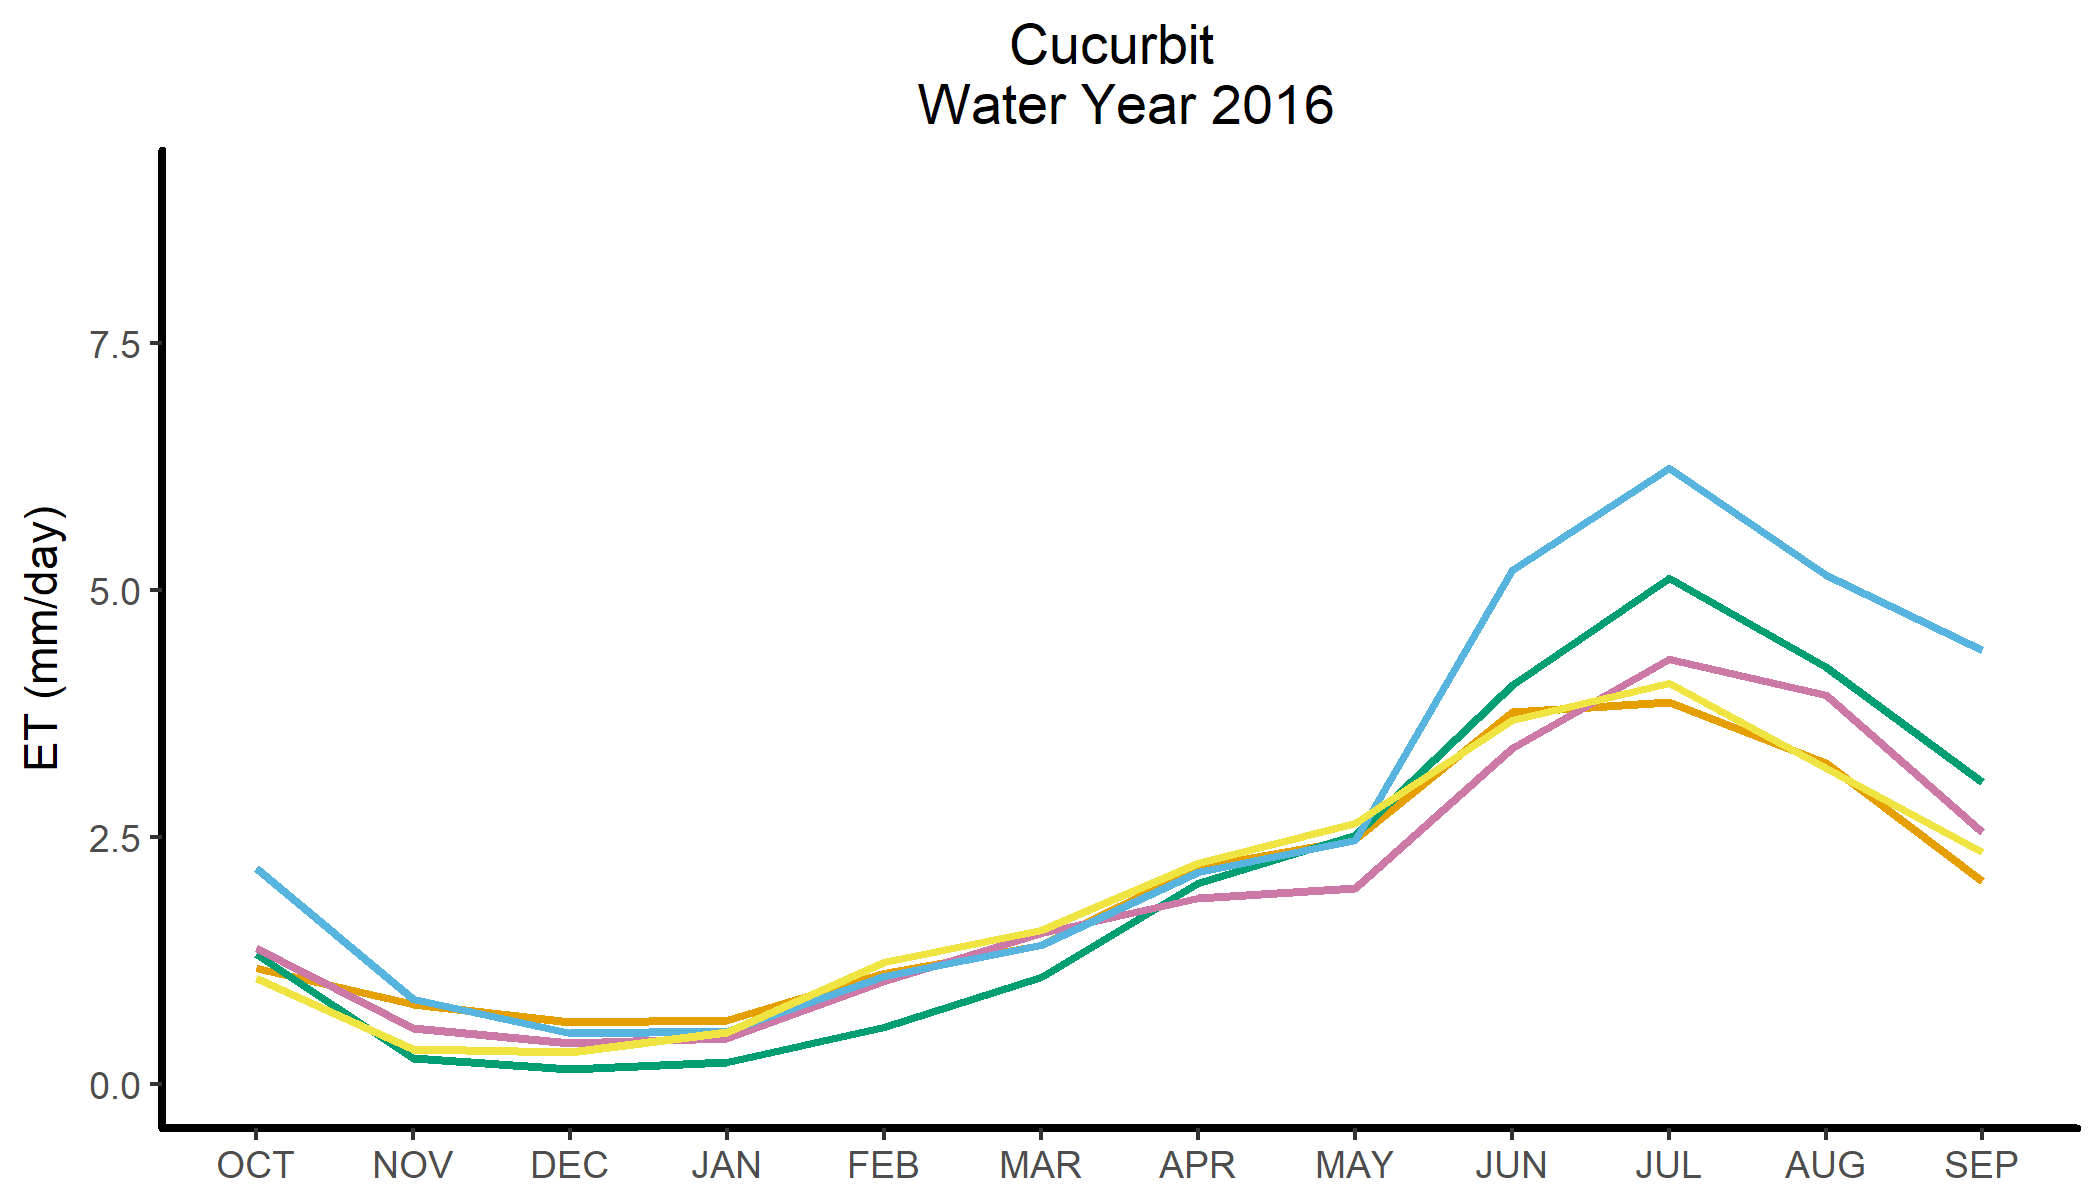 Cucurbit
Water Year 2016
ET (mm/day)
7.5
5.0
2.5
0.0
OCT NOV DEC JAN FEB MAR APR MAY JUN JUL AUG SEP